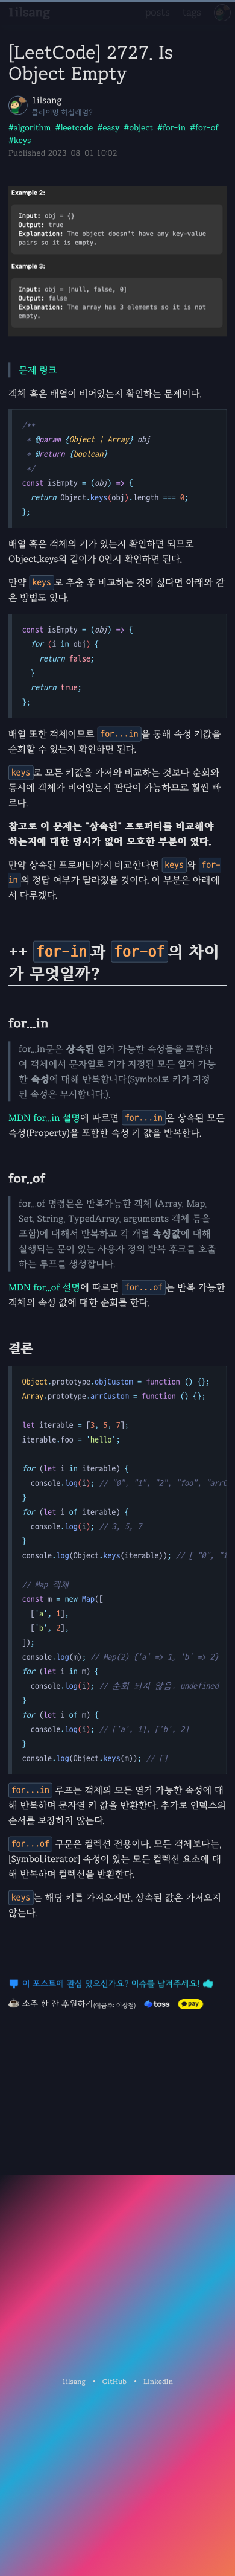 1ilsang
posts tags
[LeetCode] 2727. Is
Object Empty
1ilsang
클라이밍 하실래염?
#algorithm #leetcode #easy #object #for-in #for-of
#keys
Published 2023-08-01 10:02
Example 2:
Input: obj = {}
Output: true
Explanation: The object doesn't have any key-value
pairs so it is empty.
Example 3:
Input: obj = [null, false, 0]
Output: false
Explanation: The array has 3 elements so it is not
empty.
문제 링크
객체 혹은 배열이 비어있는지 확인하는 문제이다.
/**
* @param {Object | Array} obj
* @return {boolean}
*/
const isEmpty = (obj) => {
return Object.keys(obj).length === 0;
};
배열 혹은 객체의 키가 있는지 확인하면 되므로
Object.keys의 길이가 0인지 확인하면 된다.
만약 keys 로 추출 후 비교하는 것이 싫다면 아래와 같
은 방법도 있다.
const isEmpty = (obj) => {
for (i in obj) {
return false;
}
return true;
};
배열 또한 객체이므로 for...in 을 통해 속성 키값을
순회할 수 있는지 확인하면 된다.
keys 로 모든 키값을 가져와 비교하는 것보다 순회와
동시에 객체가 비어있는지 판단이 가능하므로 훨씬 빠
르다.
참고로 이 문제는 "상속된" 프로퍼티를 비교해야
하는지에 대한 명시가 없어 모호한 부분이 있다.
만약 상속된 프로퍼티까지 비교한다면 keys 와 for-
in 의 정답 여부가 달라졌을 것이다. 이 부분은 아래에
서 다루겠다.
++ for-in 과 for-of 의 차이
가 무엇일까?
for...in
for...in문은 상속된 열거 가능한 속성들을 포함하
여 객체에서 문자열로 키가 지정된 모든 열거 가능
한 속성에 대해 반복합니다(Symbol로 키가 지정
된 속성은 무시합니다.).
MDN for...in 설명에 따르면 for...in 은 상속된 모든
속성(Property)을 포함한 속성 키 값을 반복한다.
for..of
for...of 명령문은 반복가능한 객체 (Array, Map,
Set, String, TypedArray, arguments 객체 등을
포함)에 대해서 반복하고 각 개별 속성값에 대해
실행되는 문이 있는 사용자 정의 반복 후크를 호출
하는 루프를 생성합니다.
MDN for...of 설명에 따르면 for...of 는 반복 가능한
객체의 속성 값에 대한 순회를 한다.
결론
Object.prototype.objCustom = function () {};
Array.prototype.arrCustom = function () {};
let iterable = [3, 5, 7];
iterable.foo = 'hello';
for (let i in iterable) {
console.log(i); // "0", "1", "2", "foo", "arrC
}
for (let i of iterable) {
console.log(i); // 3, 5, 7
}
console.log(Object.keys(iterable)); // [ "0", "1
// Map 객체
const m = new Map([
['a', 1],
['b', 2],
]);
console.log(m); // Map(2) {'a' => 1, 'b' => 2}
for (let i in m) {
console.log(i); // 순회 되지 않음. undefined
}
for (let i of m) {
console.log(i); // ['a', 1], ['b', 2]
}
console.log(Object.keys(m)); // []
for...in 루프는 객체의 모든 열거 가능한 속성에 대
해 반복하며 문자열 키 값을 반환한다. 추가로 인덱스의
순서를 보장하지 않는다.
for...of 구문은 컬렉션 전용이다. 모든 객체보다는,
[Symbol.iterator] 속성이 있는 모든 컬렉션 요소에 대
해 반복하며 컬렉션을 반환한다.
keys 는 해당 키를 가져오지만, 상속된 값은 가져오지
않는다.
이 포스트에 관심 있으신가요? 이슈를 남겨주세요!
소주 한 잔 후원하기(예금주: 이상철) toss pay
1ilsang • GitHub • LinkedIn